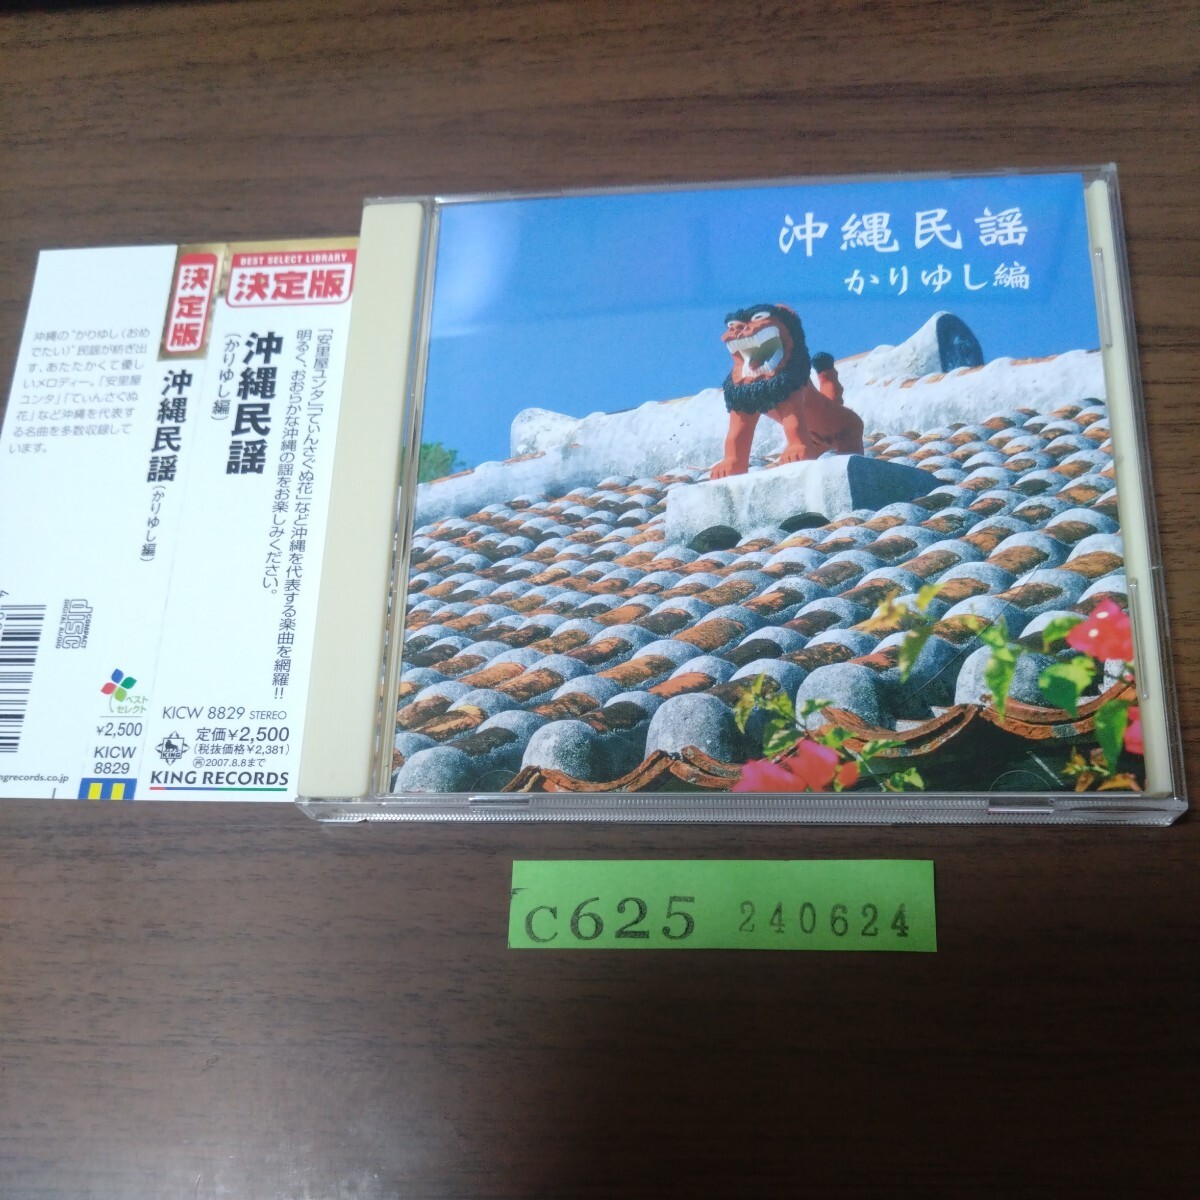 沖縄の“かりゆし(おめ
でたい)”民謡が紡ぎ出
す、あたたかくて優し
いメロディー。「安里屋
ユンタ」「てぃんさぐぬ
花」など沖縄を代表す
る名曲を多数収録して
います。
COMPACT
disc
DIGITAL AUDIO
ベスト
セレクト
¥2,500
KICW
8829
ngrecords.co.jp
決定版
沖縄民謡(かりゆし編)
BEST SELECT LIBRARY
決定版
「安里屋ユンタ」「てぃんさぐぬ花」など沖縄を代表する楽曲を網羅!!
明るく、おおらかな沖縄の謡をお楽しみください。
沖縄民謡
(かりゆし編)
KICW 8829 STEREO
定価¥2,500
(税抜価格¥2,381)
2007.8.8まで
KING
KING RECORDS
沖縄民謡
かりゆし編
C625 240624